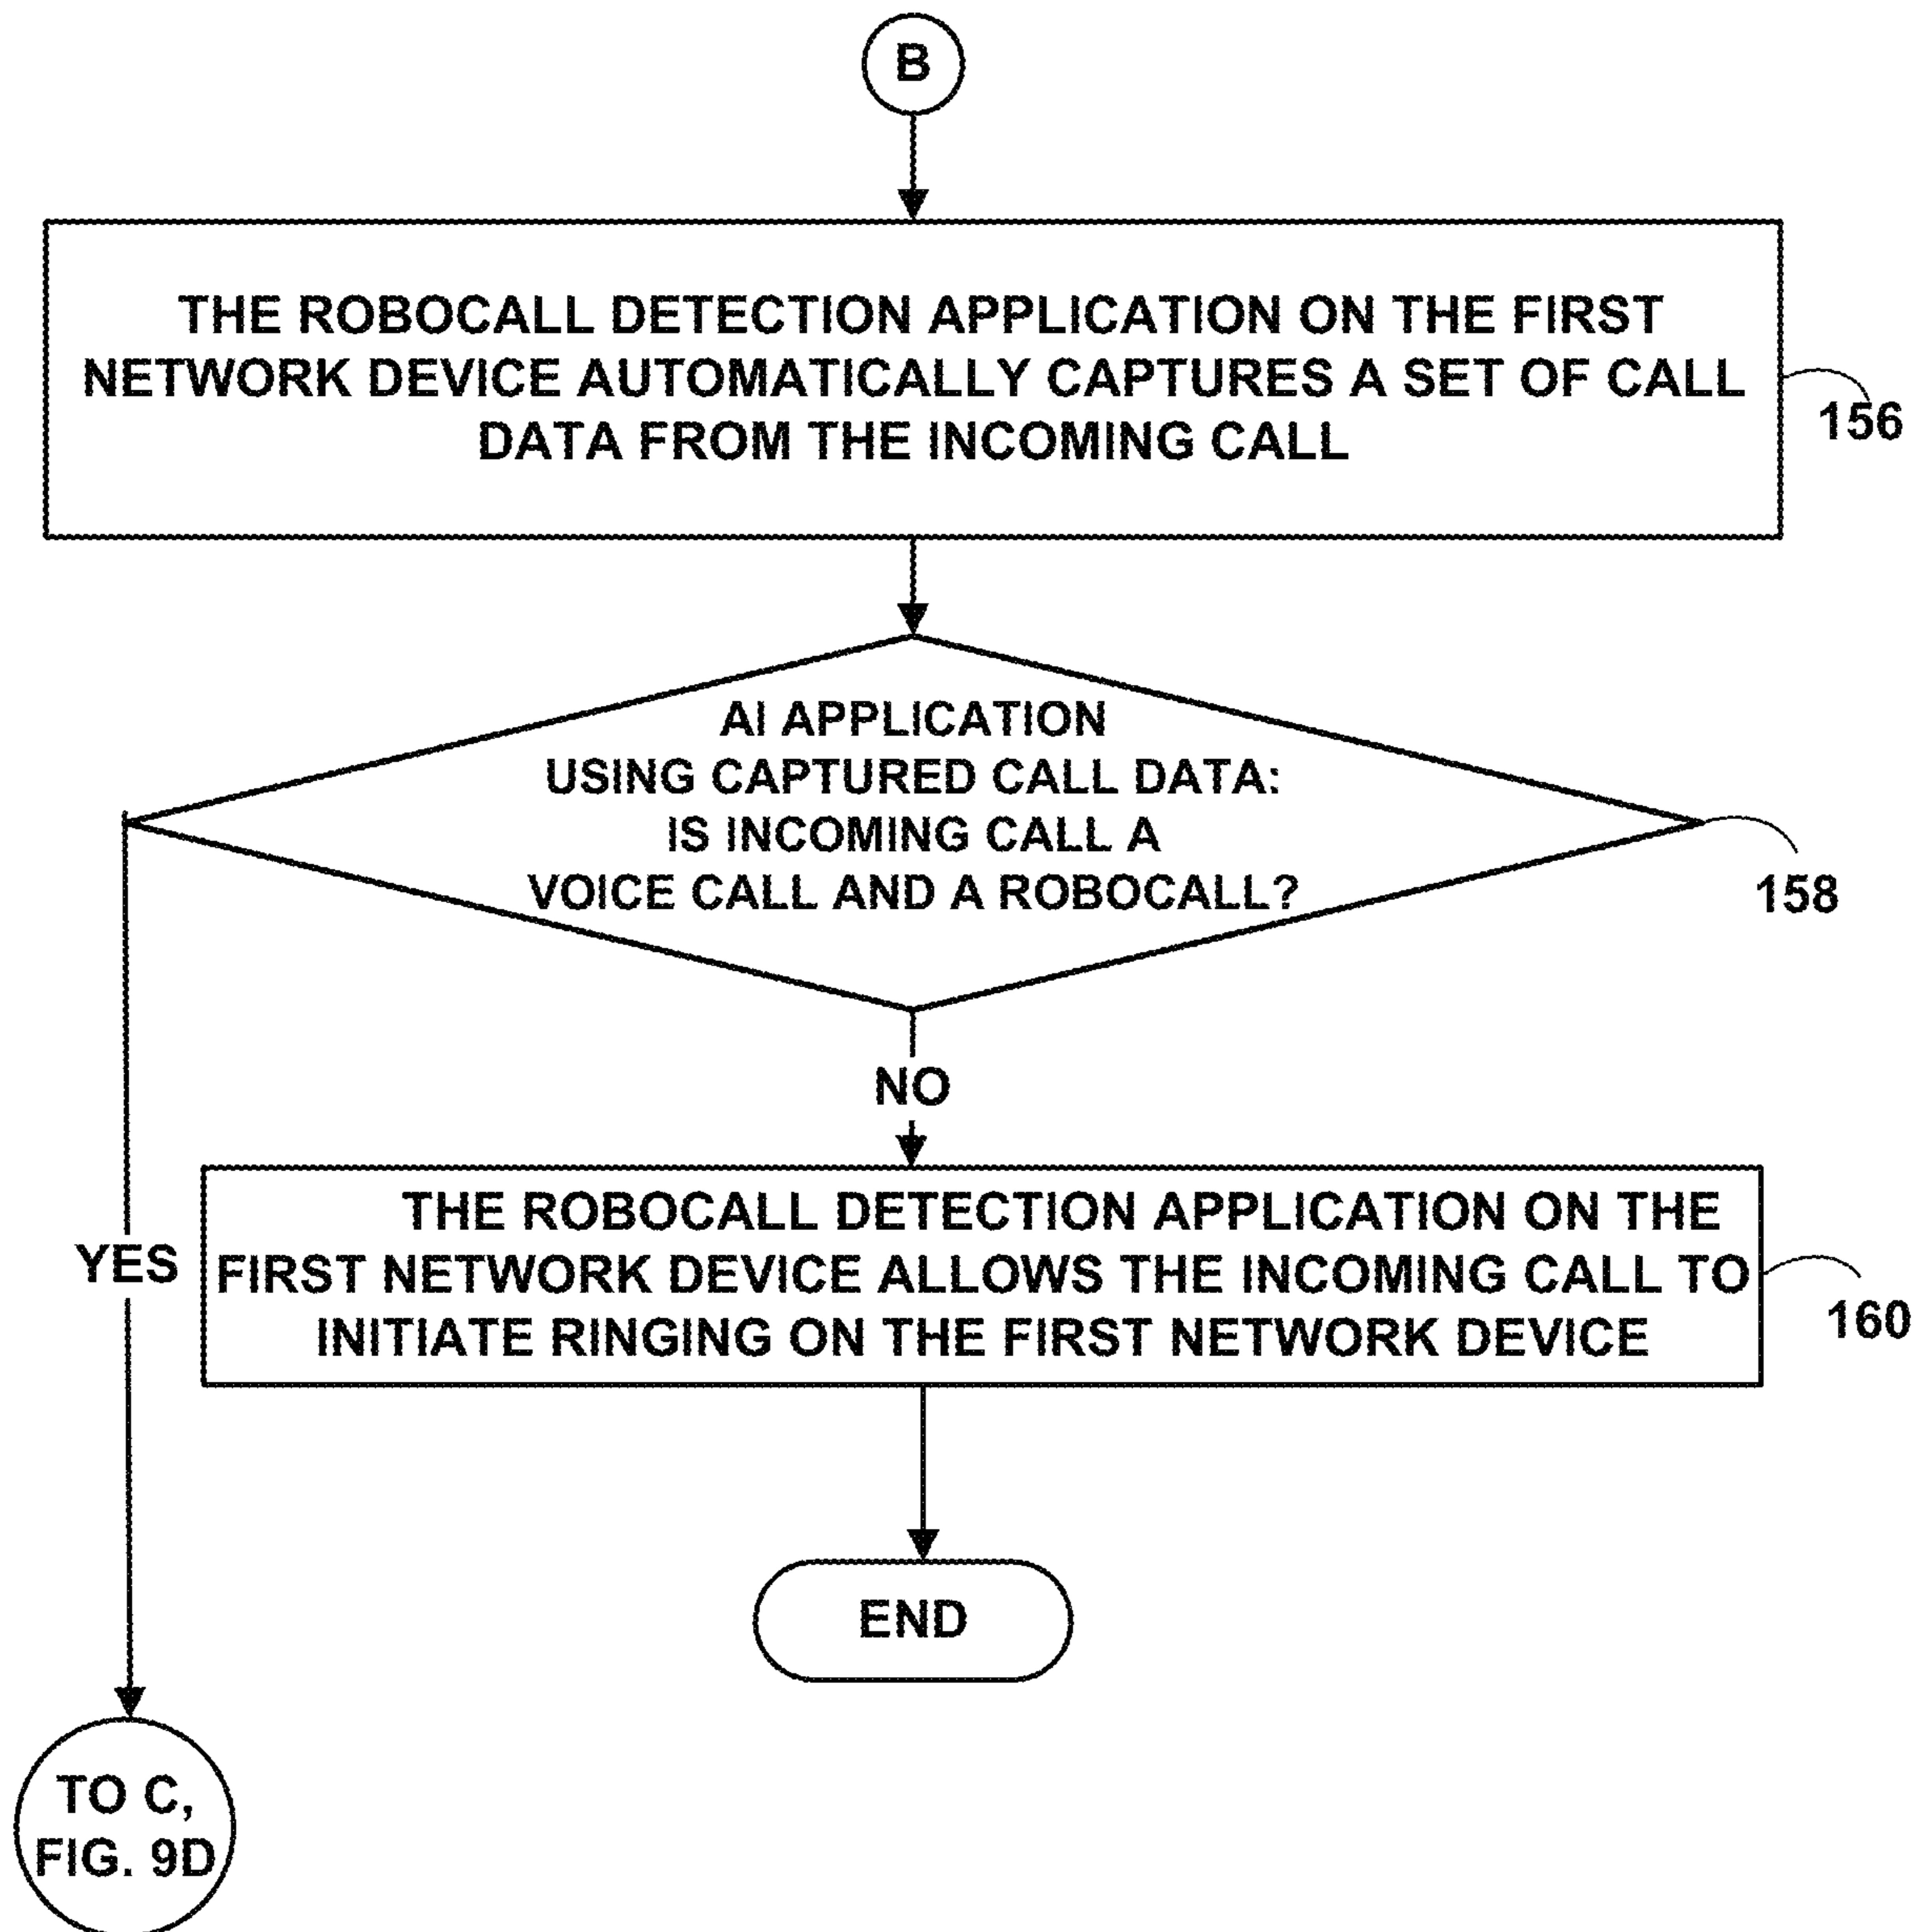 B
THE ROBOCALL DETECTION APPLICATION ON THE FIRST
NETWORK DEVICE AUTOMATICALLY CAPTURES A SET OF CALL
DATA FROM THE INCOMING CALL
156
AI APPLICATION
USING CAPTURED CALL DATA:
IS INCOMING CALL A
VOICE CALL AND A ROBOCALL?
158
NO
THE ROBOCALL DETECTION APPLICATION ON THE
FIRST NETWORK DEVICE ALLOWS THE INCOMING CALL TO
INITIATE RINGING ON THE FIRST NETWORK DEVICE
160
YES
END
TO C,
FIG. 9D